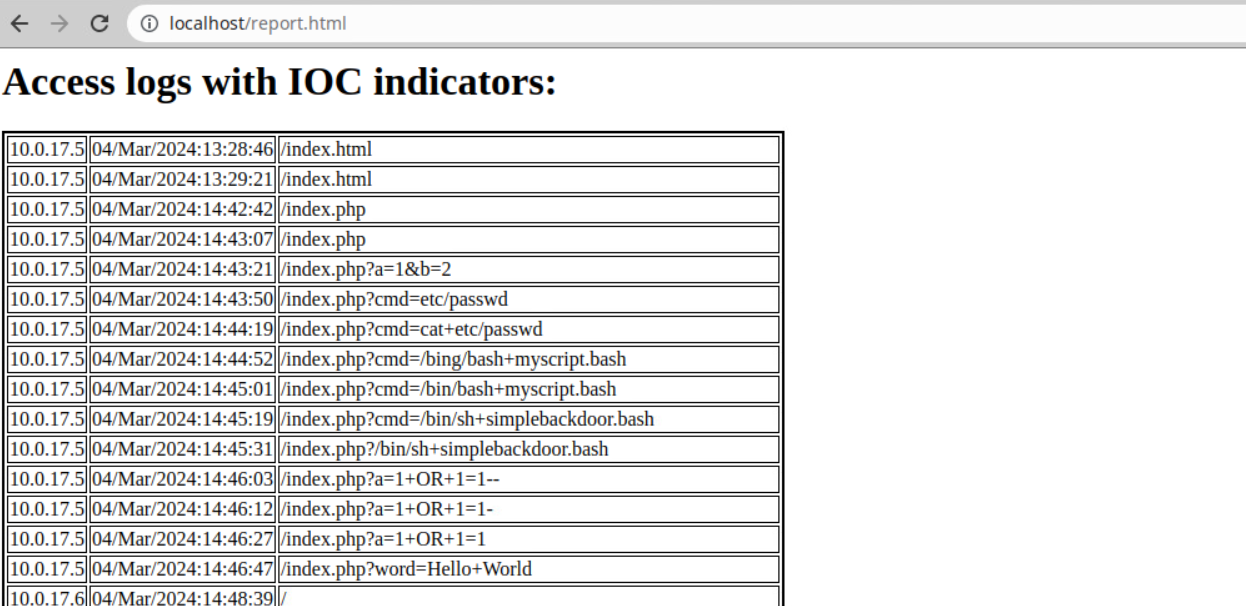 localhost/report.html
Access logs with IOC indicators:
10.0.17.5 04/Mar/2024:13:28:46 /index.html
10.0.17.5 04/Mar/2024:13:29:21 /index.html
10.0.17.5 04/Mar/2024:14:42:42 /index.php
10.0.17.5 04/Mar/2024:14:43:07 /index.php
10.0.17.5 04/Mar/2024:14:43:21 /index.php?a=1&b=2
10.0.17.5 04/Mar/2024:14:43:50 /index.php?cmd=etc/passwd
10.0.17.5 04/Mar/2024:14:44:19 /index.php?cmd=cat+etc/passwd
10.0.17.5 04/Mar/2024:14:44:52 /index.php?cmd=/bing/bash+myscript.bash
10.0.17.5 04/Mar/2024:14:45:01 /index.php?cmd=/bin/bash+myscript.bash
10.0.17.5 04/Mar/2024:14:45:19 /index.php?cmd=/bin/sh+simplebackdoor.bash
10.0.17.5 04/Mar/2024:14:45:31 /index.php?/bin/sh+simplebackdoor.bash
10.0.17.5 04/Mar/2024:14:46:03 /index.php?a=1+OR+1=1--
10.0.17.5 04/Mar/2024:14:46:12 /index.php?a=1+OR+1=1-
10.0.17.5 04/Mar/2024:14:46:27 /index.php?a=1+OR+1=1
10.0.17.5 04/Mar/2024:14:46:47 /index.php?word=Hello+World
10.0.17.6 04/Mar/2024:14:48:39 /